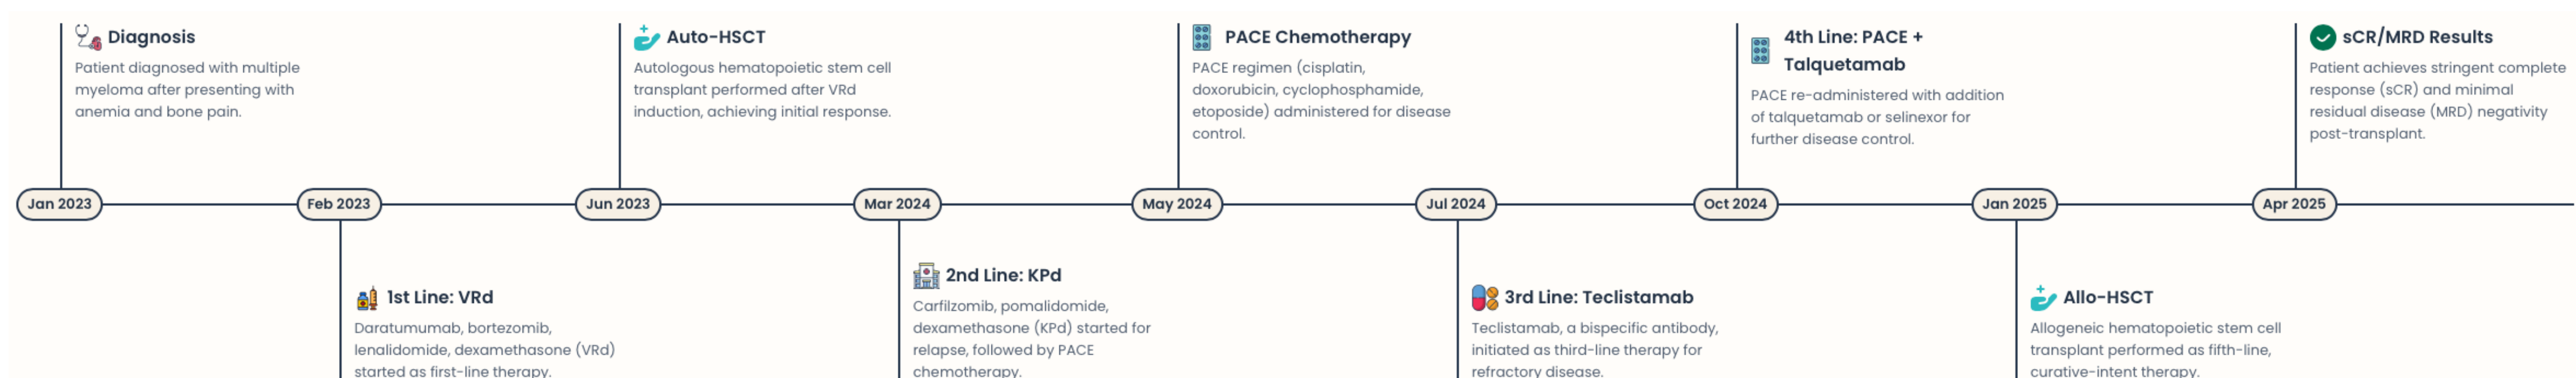 Diagnosis
Patient diagnosed with multiple
myeloma after presenting with
anemia and bone pain.
Auto-HSCT
Autologous hematopoietic stem cell
transplant performed after VRd
induction, achieving initial response.
PACE Chemotherapy
PACE regimen (cisplatin,
doxorubicin, cyclophosphamide,
etoposide) administered for disease
control.
4th Line: PACE +
Talquetamab
PACE re-administered with addition
of talquetamab or selinexor for
further disease control.
sCR/MRD Results
Patient achieves stringent complete
response (sCR) and minimal
residual disease (MRD) negativity
post-transplant.
Jan 2023
Feb 2023
Jun 2023
Mar 2024
May 2024
Jul 2024
Oct 2024
Jan 2025
Apr 2025
1st Line: VRd
Daratumumab, bortezomib,
lenalidomide, dexamethasone (VRd)
started as first-line therapy.
2nd Line: KPd
Carfilzomib, pomalidomide,
dexamethasone (KPd) started for
relapse, followed by PACE
chemotherapy.
3rd Line: Teclistamab
Teclistamab, a bispecific antibody,
initiated as third-line therapy for
refractory disease.
Allo-HSCT
Allogeneic hematopoietic stem cell
transplant performed as fifth-line,
curative-intent therapy.